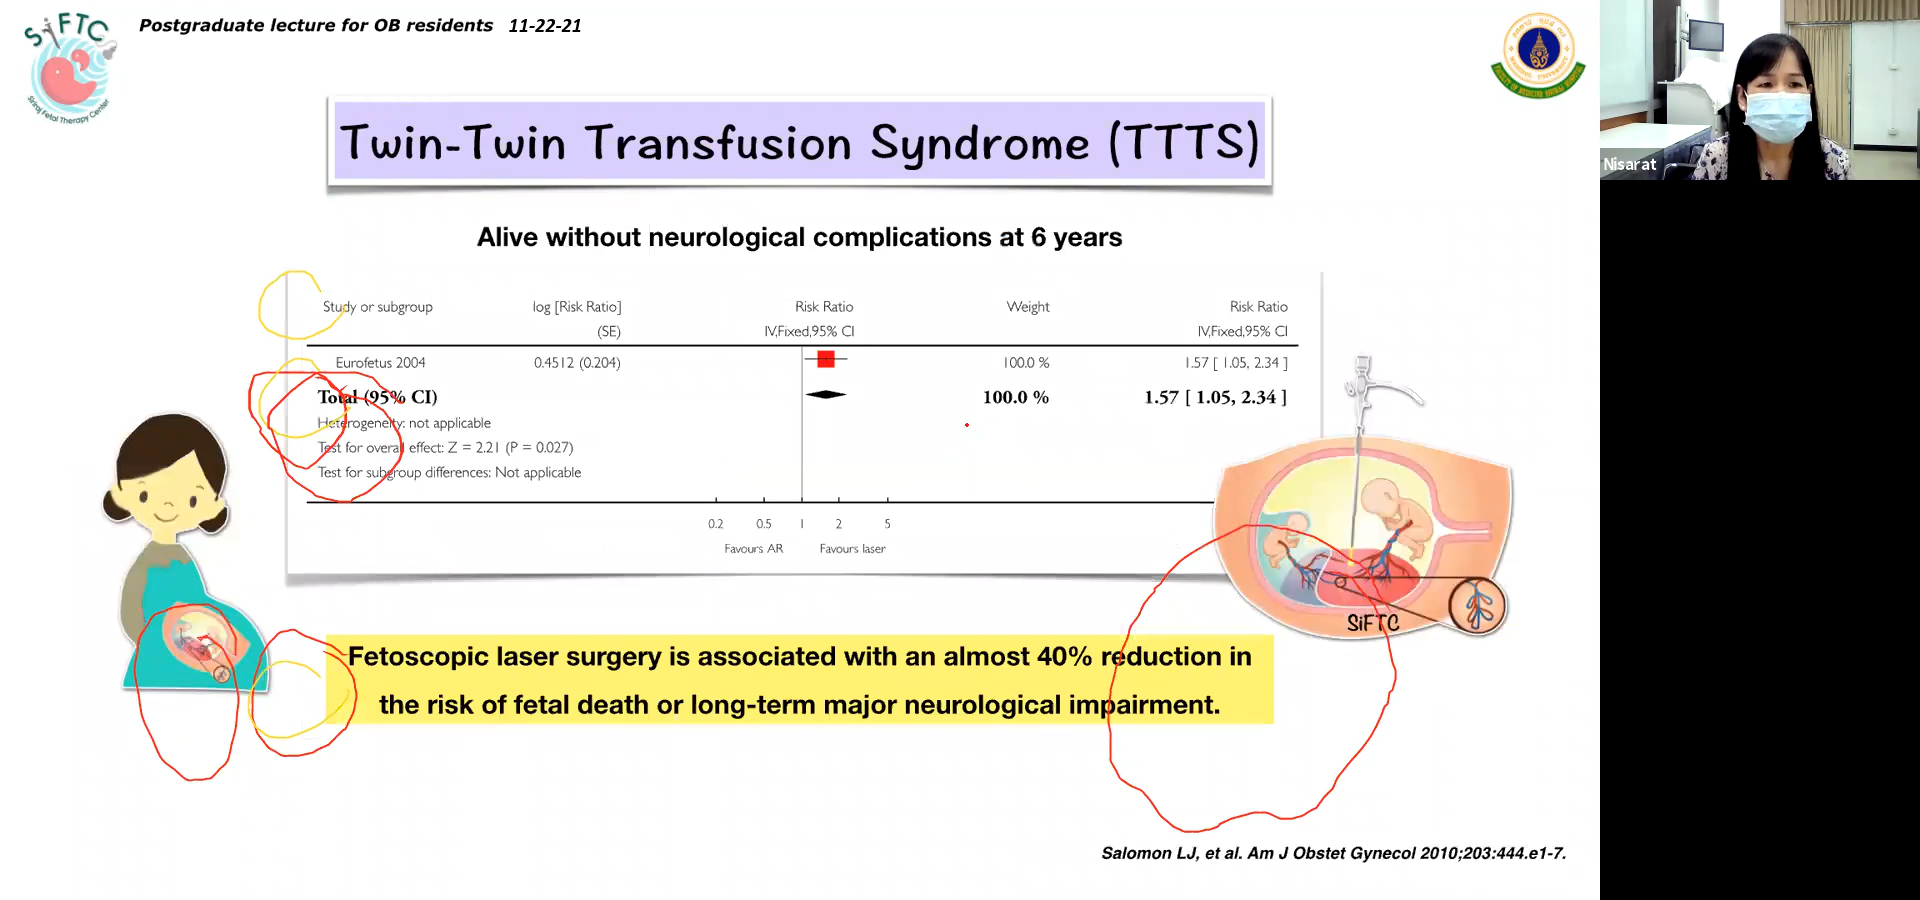 Postgraduate lecture for OB residents 11-22-21
SiFTC
Siriraj Fetal Therapy Center
Nisarat
Twin-Twin Transfusion Syndrome (TTTS)
Alive without neurological complications at 6 years
Study or subgroup log [Risk Ratio] Risk Ratio Weight Risk Ratio
(SE) IV,Fixed,95% CI IV,Fixed,95% CI
Eurofetus 2004 0.4512 (0.204) 100.0 % 1.57 [ 1.05, 2.34 ]
Total (95% CI) 100.0 % 1.57 [ 1.05, 2.34 ]
Heterogeneity: not applicable
Test for overall effect: Z = 2.21 (P = 0.027)
Test for subgroup differences: Not applicable
0.2 0.5 1 2 5
Favours AR Favours laser
SiFTC
Fetoscopic laser surgery is associated with an almost 40% reduction in
the risk of fetal death or long-term major neurological impairment.
Salomon LJ, et al. Am J Obstet Gynecol 2010;203:444.e1-7.